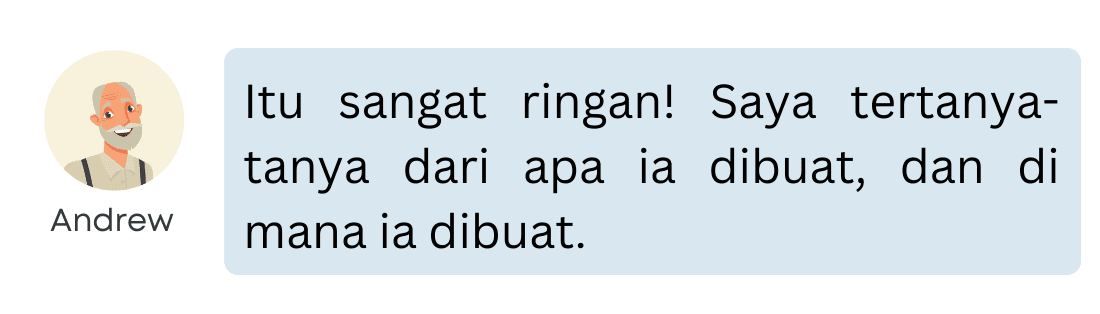 Itu sangat ringan! Saya tertanya-
tanya dari apa ia dibuat, dan di
mana ia dibuat.
Andrew